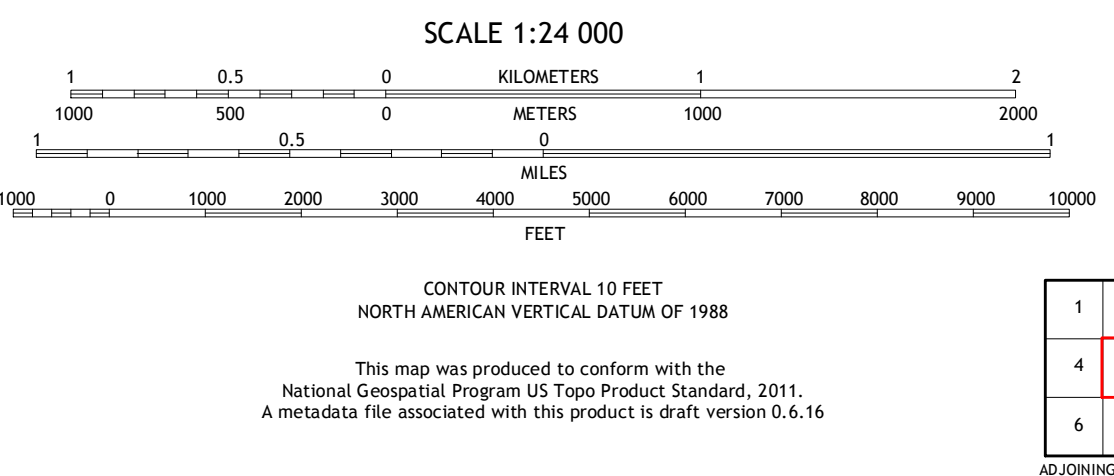 SCALE 1:24 000
1 0.5 0 KILOMETERS 1 2
1000 500 0 METERS 1000 2000
1 0.5 0 1
MILES
1000 0 1000 2000 3000 4000 5000 6000 7000 8000 9000 10000
FEET
CONTOUR INTERVAL 10 FEET
NORTH AMERICAN VERTICAL DATUM OF 1988
This map was produced to conform with the
National Geospatial Program US Topo Product Standard, 2011.
A metadata file associated with this product is draft version 0.6.16
1
4
6
ADJOINING